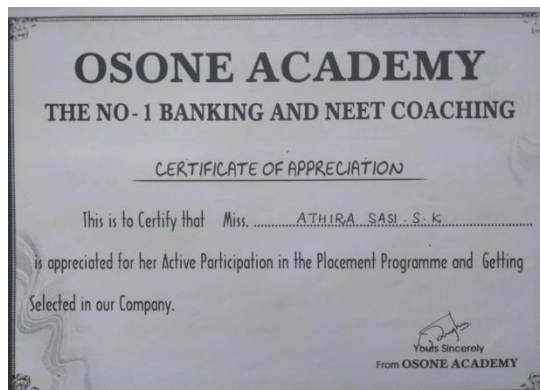 OSONE ACADEMY
THE NO-1 BANKING AND NEET COACHING
CERTIFICATE OF APPRECIATION
This is to Certify that Miss. ATHIRA SASI.S.K
is appreciated for her Active Participation in the Placement Programme and Getting
Selected in our Company.
Yours Sincerely
From OSONE ACADEMY